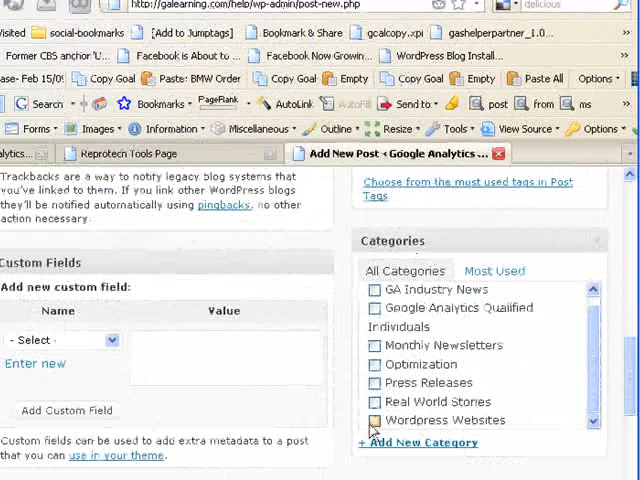 http://galearning.com/help/wp-admin/post-new.php
delicious
Visited social-bookmarks [Add to Jumptags] Bookmark & Share gcalcopy.xpi gashelperpartner_1.0...
Former CBS anchor 'U... Facebook is About to ... Facebook Now Growin... WordPress Blog Install...
ase- Feb 15/09 Copy Goal Paste: BMW Order Copy Goal Empty Copy Goal Empty Paste All Options
Search Bookmarks PageRank AutoLink AutoFill Send to post from ms
Forms Images Information Miscellaneous Outline Resize Tools View Source Options
alytics... Reprotech Tools Page Add New Post ‹ Google Analytics ...
Trackbacks are a way to notify legacy blog systems that
you've linked to them. If you link other WordPress blogs
they'll be notified automatically using pingbacks, no other
action necessary.
Choose from the most used tags in Post
Tags
Custom Fields
Add new custom field:
Name Value
- Select -
Enter new
Add Custom Field
Custom fields can be used to add extra metadata to a post
that you can use in your theme.
Categories
All Categories Most Used
GA Industry News
Google Analytics Qualified
Individuals
Monthly Newsletters
Optimization
Press Releases
Real World Stories
Wordpress Websites
+ Add New Category